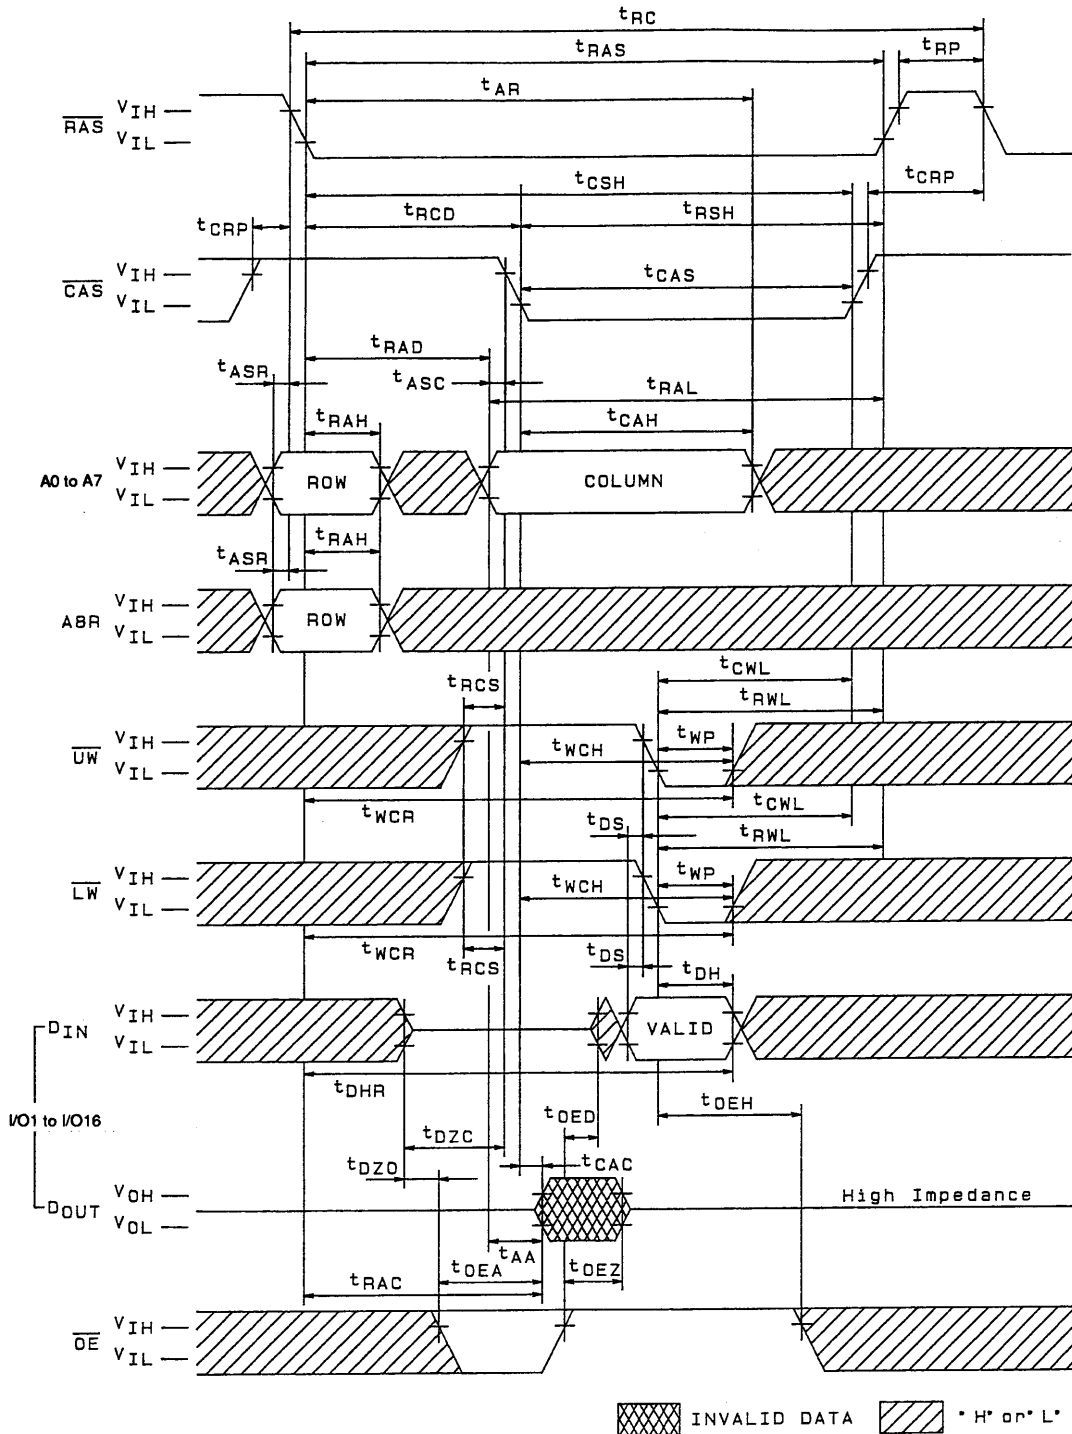 tRC
tRAS
tRP
tAR
RAS VIH
VIL
tCSH
tCRP
tRCD
tRSH
tCRP
CAS VIH
VIL
tCAS
tRAD
tASR
tASC
tRAL
tRAH
tCAH
A0 to A7 VIH
VIL
ROW
COLUMN
tASR
tRAH
A8R VIH
VIL
ROW
tCWL
tRCS
tRWL
UW VIH
VIL
tWCH
tWP
tWCR
tCWL
tDS
tRWL
LW VIH
VIL
tWCH
tWP
tWCR
tRCS
tDS
tDH
DIN VIH
VIL
VALID
tDHR
I/O1 to I/O16
tOED
tOEH
tDZC
tDZO
tCAC
DOUT VOH
VOL
High Impedance
tAA
tOEA
tOEZ
tRAC
OE VIH
VIL
INVALID DATA
"H" or "L"